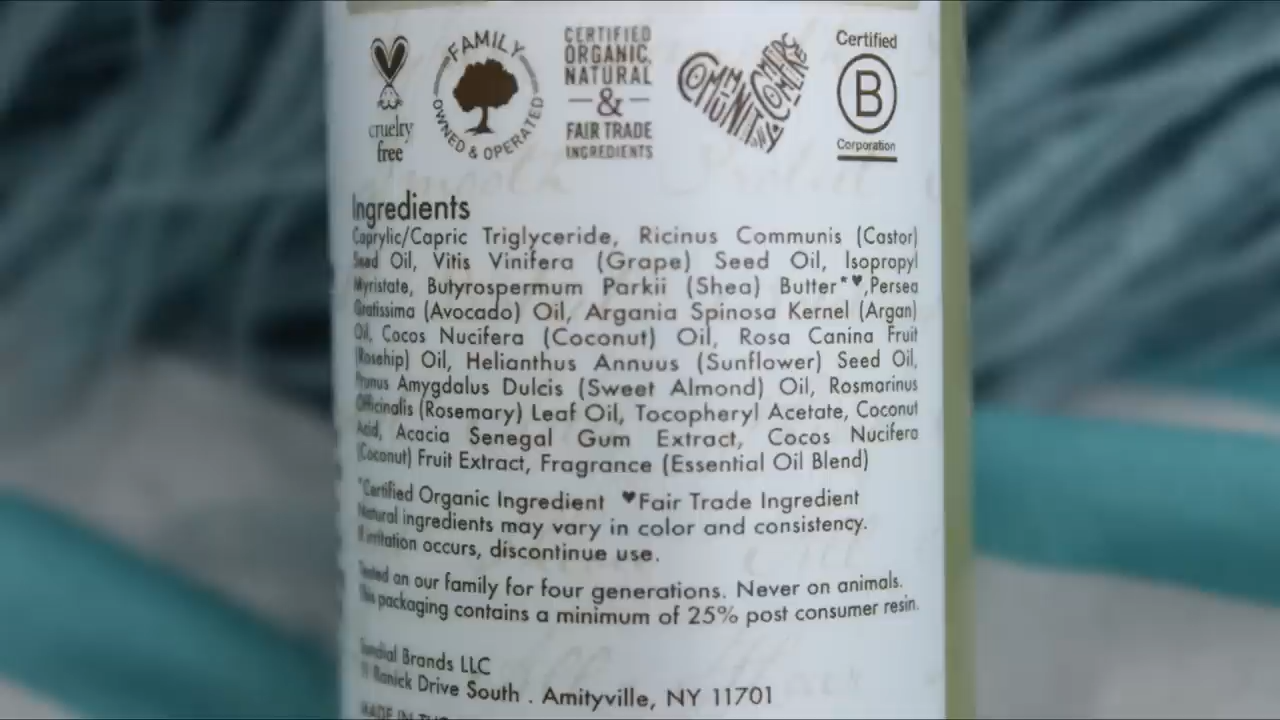 cruelty
free
FAMILY
OWNED & OPERATED
CERTIFIED
ORGANIC,
NATURAL
&
FAIR TRADE
INGREDIENTS
COMMUNITY
COMMERCE
Certified
B
Corporation
Ingredients
Caprylic/Capric Triglyceride, Ricinus Communis (Castor)
Seed Oil, Vitis Vinifera (Grape) Seed Oil, Isopropyl
Myristate, Butyrospermum Parkii (Shea) Butter*♥,Persea
Gratissima (Avocado) Oil, Argania Spinosa Kernel (Argan)
Oil, Cocos Nucifera (Coconut) Oil, Rosa Canina Fruit
(Rosehip) Oil, Helianthus Annuus (Sunflower) Seed Oil,
Prunus Amygdalus Dulcis (Sweet Almond) Oil, Rosmarinus
Officinalis (Rosemary) Leaf Oil, Tocopheryl Acetate, Coconut
Acid, Acacia Senegal Gum Extract, Cocos Nucifera
(Coconut) Fruit Extract, Fragrance (Essential Oil Blend)
*Certified Organic Ingredient ♥Fair Trade Ingredient
Natural ingredients may vary in color and consistency.
If irritation occurs, discontinue use.
Tested on our family for four generations. Never on animals.
This packaging contains a minimum of 25% post consumer resin.
Sundial Brands LLC
11 Ranick Drive South . Amityville, NY 11701
MADE IN THE